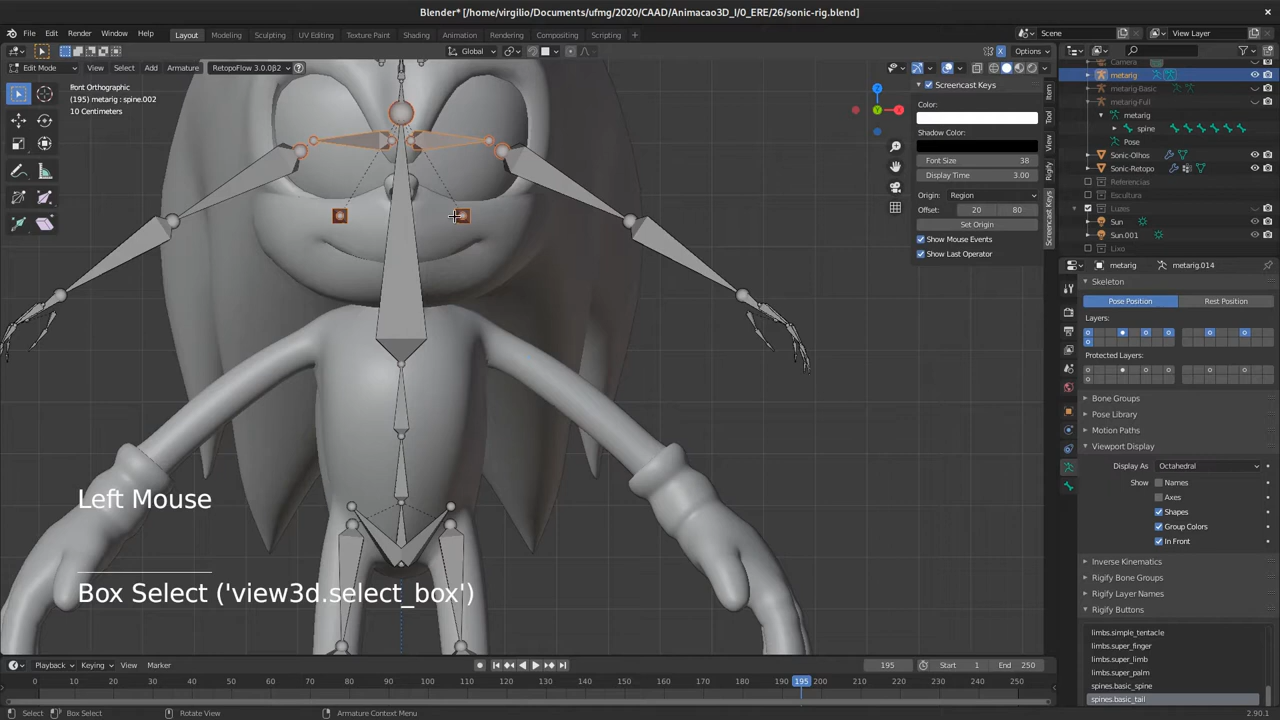 Blender* [/home/virgilio/Documents/ufmg/2020/CAAD/Animacao3D_I/0_ERE/26/sonic-rig.blend]
File Edit Render Window Help Layout Modeling Sculpting UV Editing Texture Paint Shading Animation Rendering Compositing Scripting + Scene View Layer
Global Options
Edit Mode View Select Add Armature RetopoFlow 3.0.0β2
ront Orthographic
(195) metarig : spine.002
10 Centimeters
Z
Y
X
Screencast Keys
Color:
Shadow Color:
Font Size 38
Display Time 3.00
Origin: Region
Offset: 20 80
Set Origin
Show Mouse Events
Show Last Operator
Item
Tool
View
Rigify
Screencast Keys
Camera
metarig
metarig-Basic
metarig-Full
metarig
spine
Pose
Sonic-Olhos
Sonic-Retopo
Referencias
Escultura
Luzes
Sun
Sun.001
Lixo
metarig metarig.014
Skeleton
Pose Position Rest Position
Layers:
Protected Layers:
Bone Groups
Pose Library
Motion Paths
Viewport Display
Display As Octahedral
Show Names
Axes
Shapes
Group Colors
In Front
Inverse Kinematics
Rigify Bone Groups
Rigify Layer Names
Rigify Buttons
limbs.simple_tentacle
limbs.super_finger
limbs.super_limb
limbs.super_palm
spines.basic_spine
spines.basic_tail
Left Mouse
Box Select ('view3d.select_box')
Playback Keying View Marker 195 Start 1 End 250
0 10 20 30 40 50 60 70 80 90 100 110 120 130 140 150 160 170 180 190 195 200 210 220 230 240 250
Select Box Select Rotate View Armature Context Menu 2.90.1